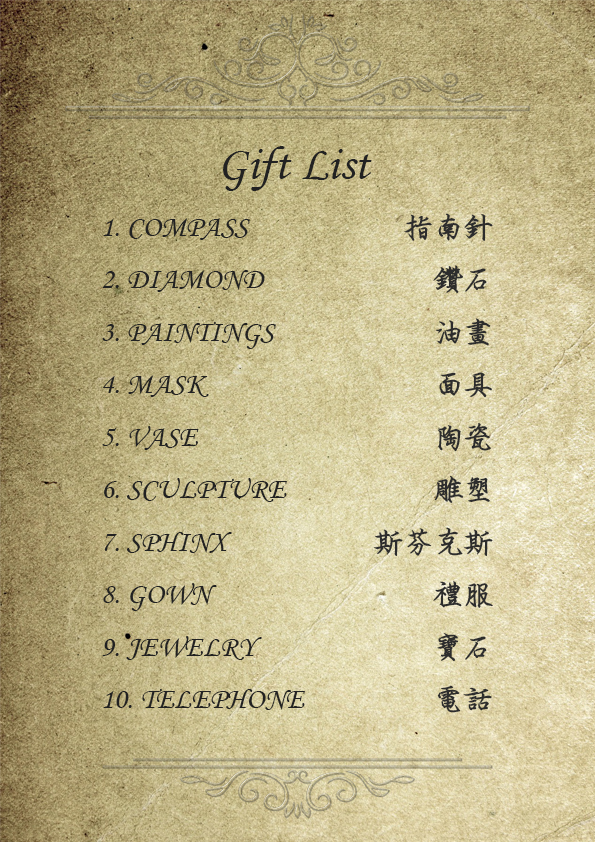 Gift List
1. COMPASS 指南針
2. DIAMOND 鑽石
3. PAINTINGS 油畫
4. MASK 面具
5. VASE 陶瓷
6. SCULPTURE 雕塑
7. SPHINX 斯芬克斯
8. GOWN 禮服
9. JEWELRY 寶石
10. TELEPHONE 電話